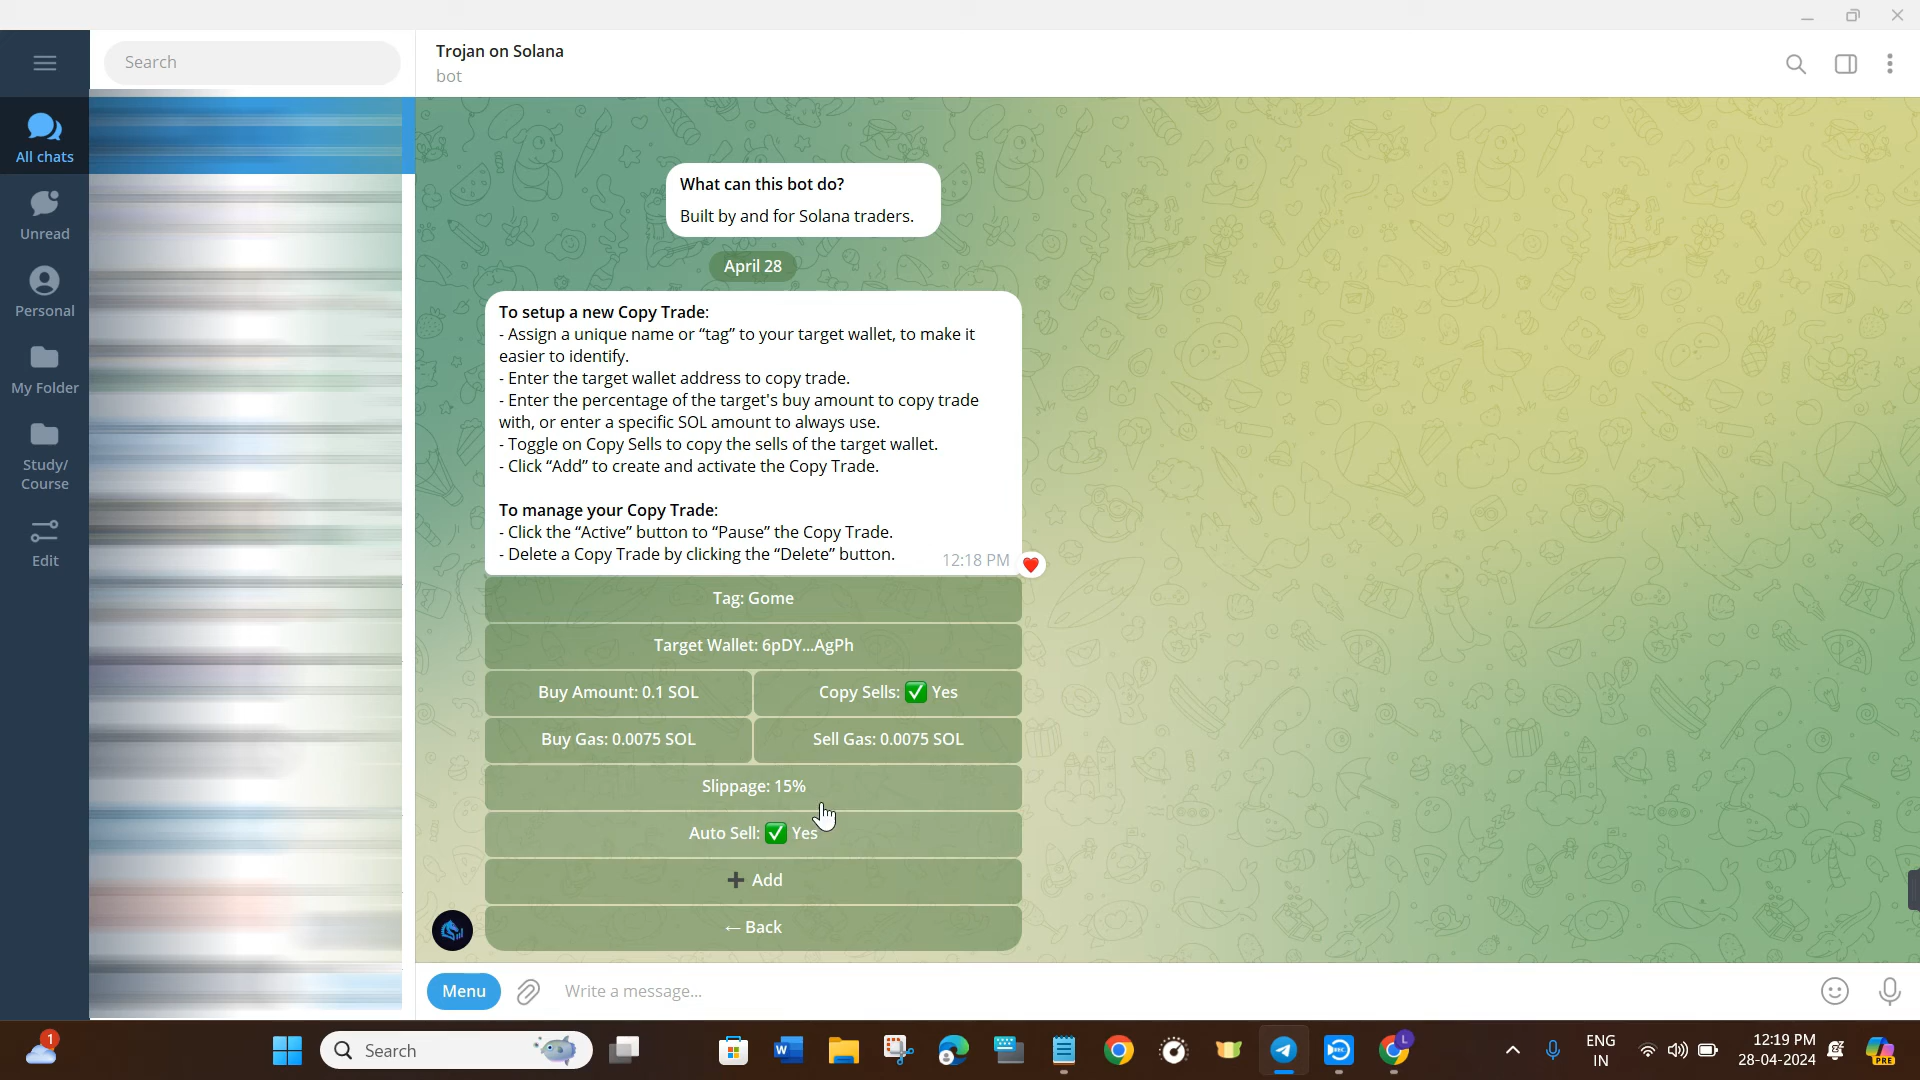 Search
Trojan on Solana
bot
All chats
Unread
Personal
My Folder
Study/
Course
Edit
What can this bot do?
Built by and for Solana traders.
April 28
To setup a new Copy Trade:
- Assign a unique name or “tag” to your target wallet, to make it
easier to identify.
- Enter the target wallet address to copy trade.
- Enter the percentage of the target's buy amount to copy trade
with, or enter a specific SOL amount to always use.
- Toggle on Copy Sells to copy the sells of the target wallet.
- Click “Add” to create and activate the Copy Trade.
To manage your Copy Trade:
- Click the “Active” button to “Pause” the Copy Trade.
- Delete a Copy Trade by clicking the “Delete” button.
12:18 PM
Tag: Gome
Target Wallet: 6pDY...AgPh
Buy Amount: 0.1 SOL
Copy Sells: ✅ Yes
Buy Gas: 0.0075 SOL
Sell Gas: 0.0075 SOL
Slippage: 15%
Auto Sell: ✅ Yes
➕ Add
← Back
Menu
Write a message...
1
Search
L
ENG
IN
12:19 PM
28-04-2024
PRE